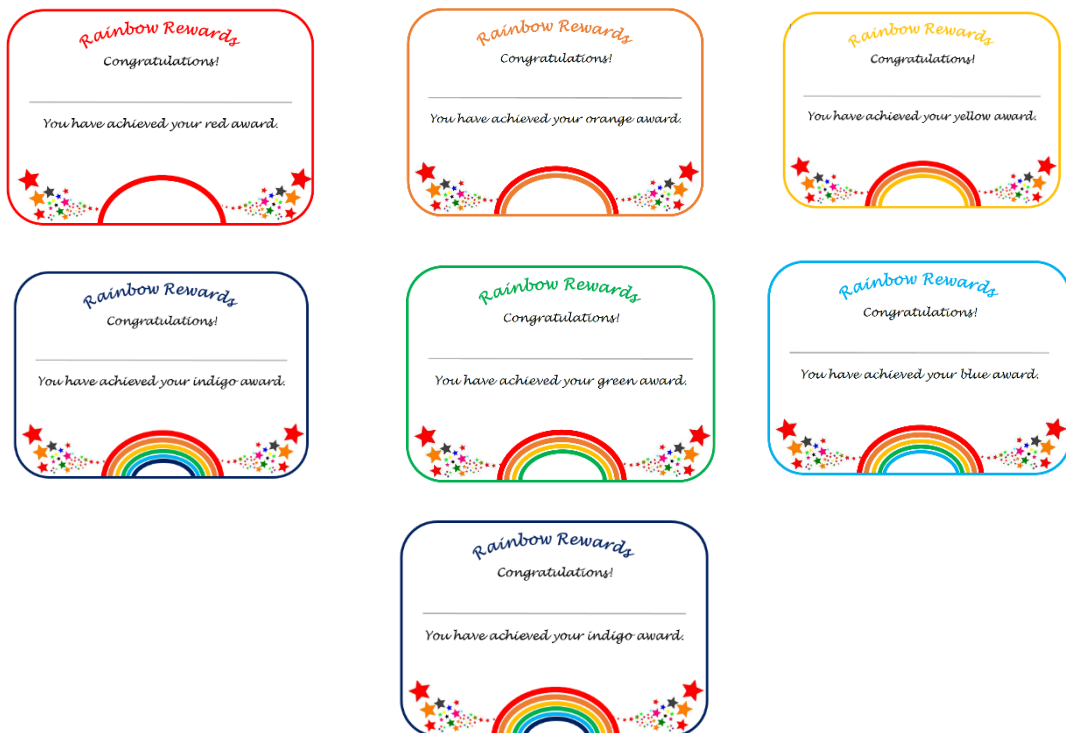 Rainbow Rewards
Congratulations!
You have achieved your red award.
Rainbow Rewards
Congratulations!
You have achieved your orange award.
Rainbow Rewards
Congratulations!
You have achieved your yellow award.
Rainbow Rewards
Congratulations!
You have achieved your indigo award.
Rainbow Rewards
Congratulations!
You have achieved your green award.
Rainbow Rewards
Congratulations!
You have achieved your blue award.
Rainbow Rewards
Congratulations!
You have achieved your indigo award.